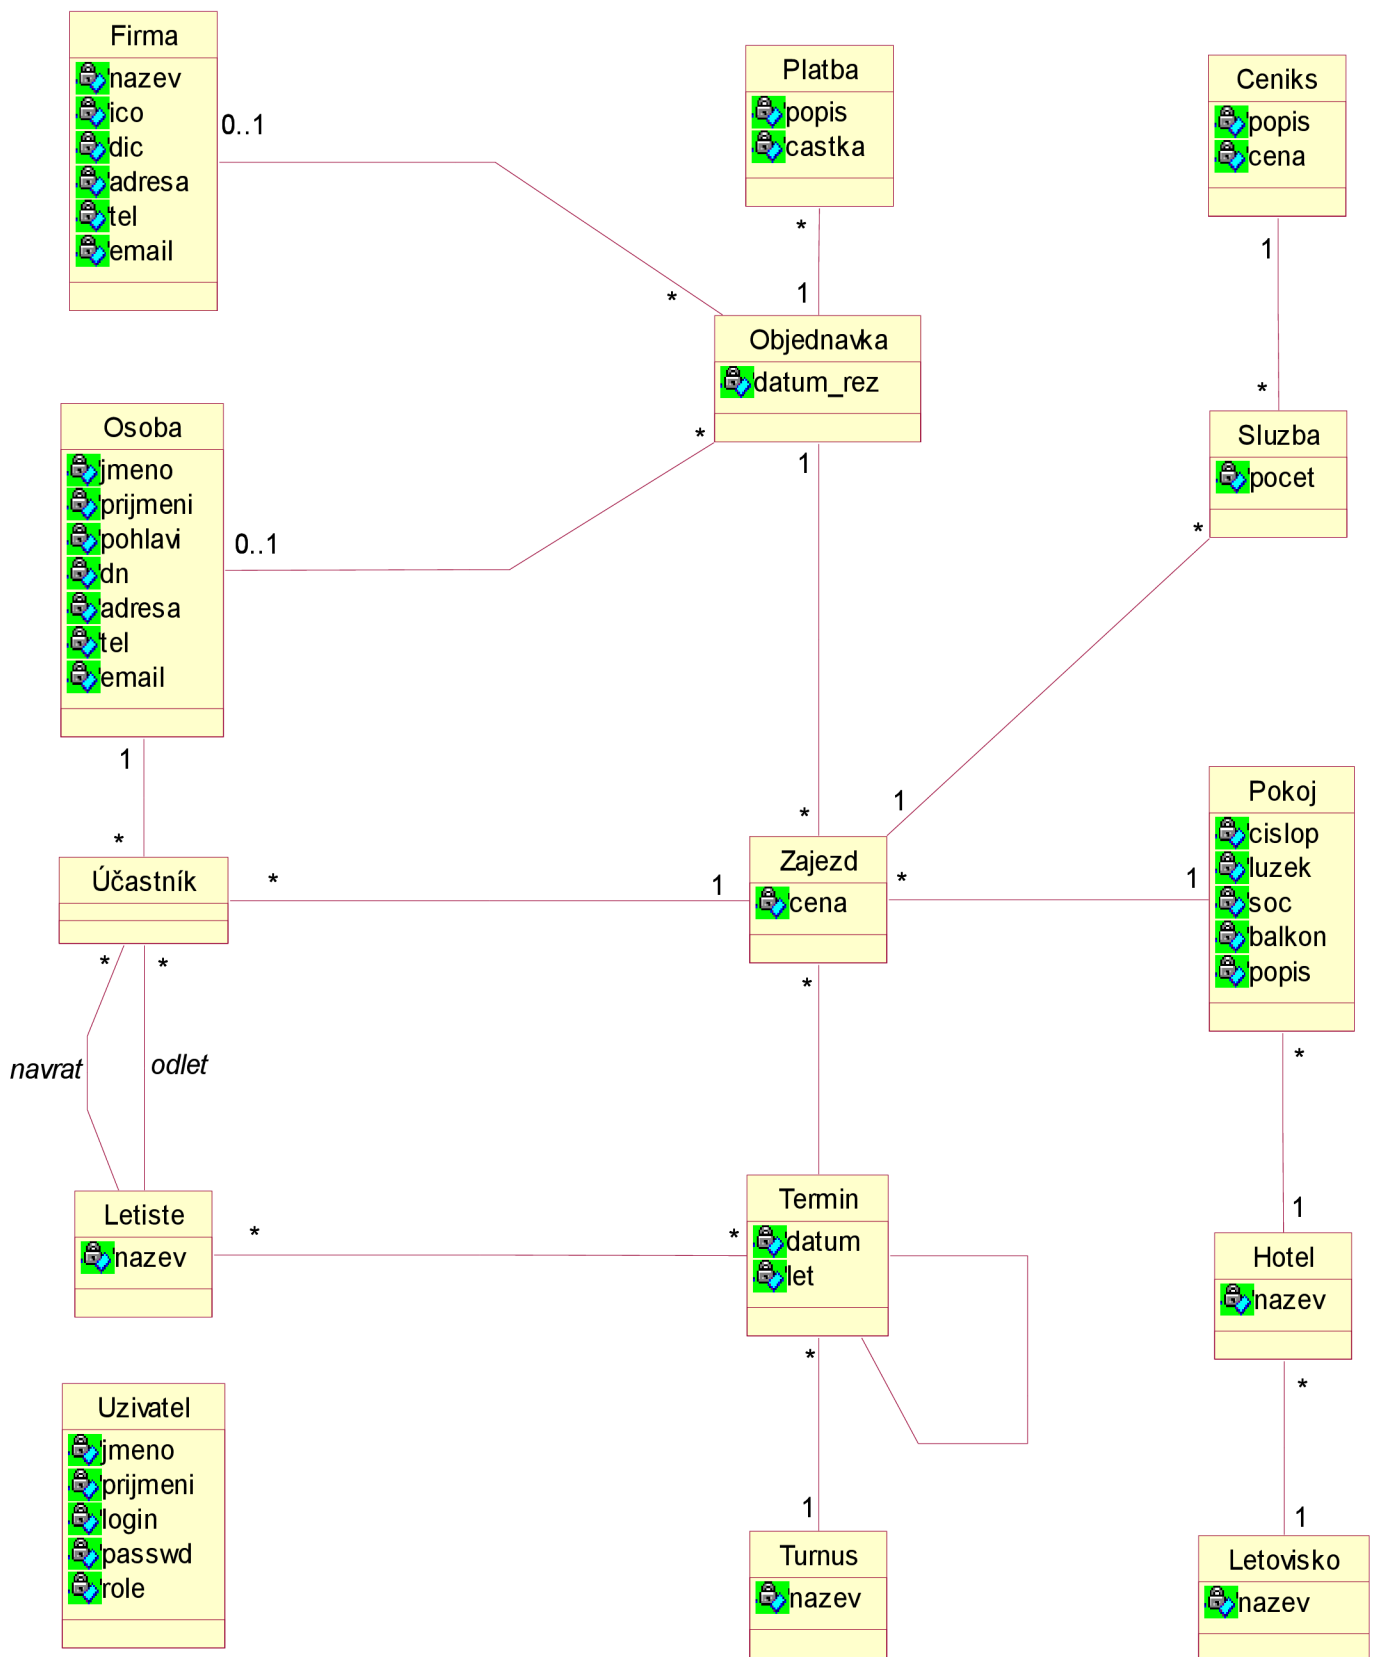 Firma
nazev
ico
dic
adresa
tel
email
0..1
*
Platba
popis
castka
*
1
Ceniks
popis
cena
1
*
Objednavka
datum_rez
*
1
Osoba
jmeno
prijmeni
pohlavi
dn
adresa
tel
email
0..1
1
*
Sluzba
pocet
*
1
*
Účastník
*
1
Zajezd
cena
*
1
Pokoj
cislop
luzek
soc
balkon
popis
*
*
*
*
navrat
odlet
1
Letiste
nazev
*
*
Termin
datum
let
*
1
Hotel
nazev
*
1
Uzivatel
jmeno
prijmeni
login
passwd
role
Turnus
nazev
Letovisko
nazev